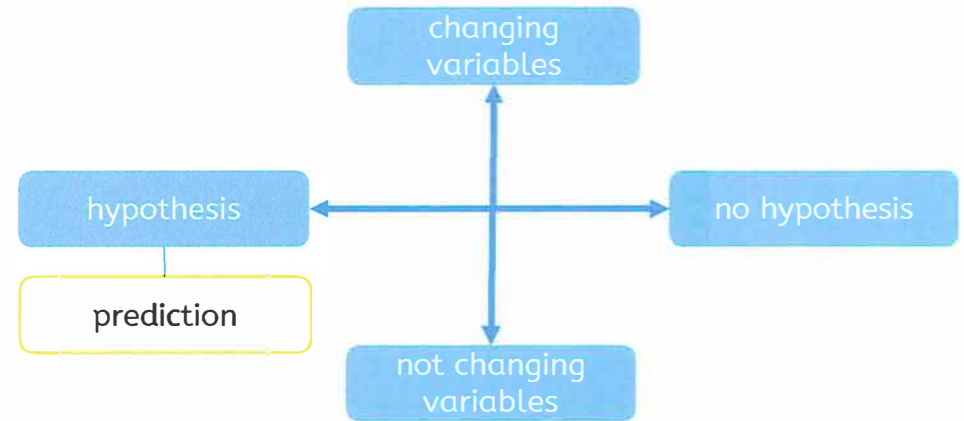 changing
variables
hypothesis
no hypothesis
prediction
not changing
variables